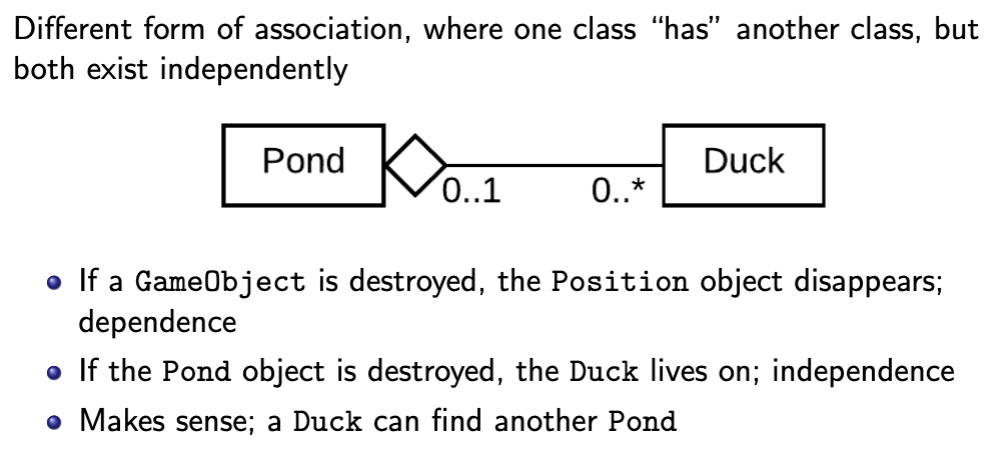 Different form of association, where one class “has” another class, but
both exist independently
Pond
Duck
0..1
0..*
If a GameObject is destroyed, the Position object disappears;
dependence
If the Pond object is destroyed, the Duck lives on; independence
Makes sense; a Duck can find another Pond